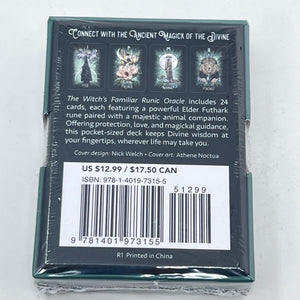 Connect with the Ancient Magick of the Divine
The Witch's Familiar Runic Oracle includes 24
cards, each featuring a powerful Elder Futhark
rune paired with a majestic animal companion.
Offering protection, love, and magickal guidance,
this pocket-sized deck keeps Divine wisdom at
your fingertips, wherever life may take you.
Cover design: Nick Welch • Cover art: Athene Noctua
US $12.99 / $17.50 CAN
ISBN: 978-1-4019-7315-5
51299
9 781401 973155
R1 Printed in China